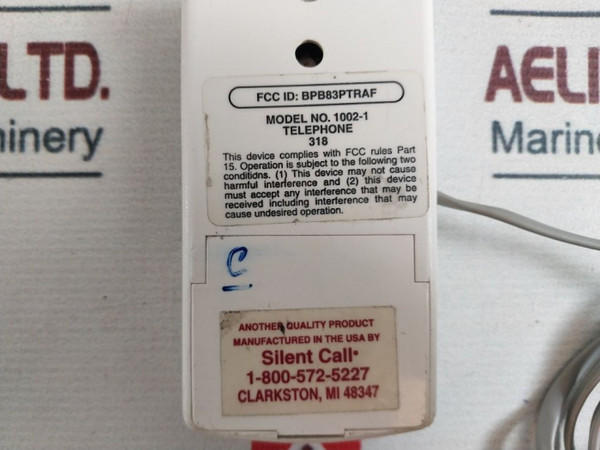 LTD.
AELI
hinery
Marine
FCC ID: BPB83PTRAF
MODEL NO. 1002-1
TELEPHONE
318
This device complies with FCC rules Part
15. Operation is subject to the following two
conditidns. (1) This device may not cause
harmful interference and (2) this device
must accept any interference that may be
received including interference that may
cause undesired operation.
C
ANOTHER QUALITY PRODUCT
MANUFACTURED IN THE USA BY
Silent Call
1-800-572-5227
CLARKSTON, MI 48347